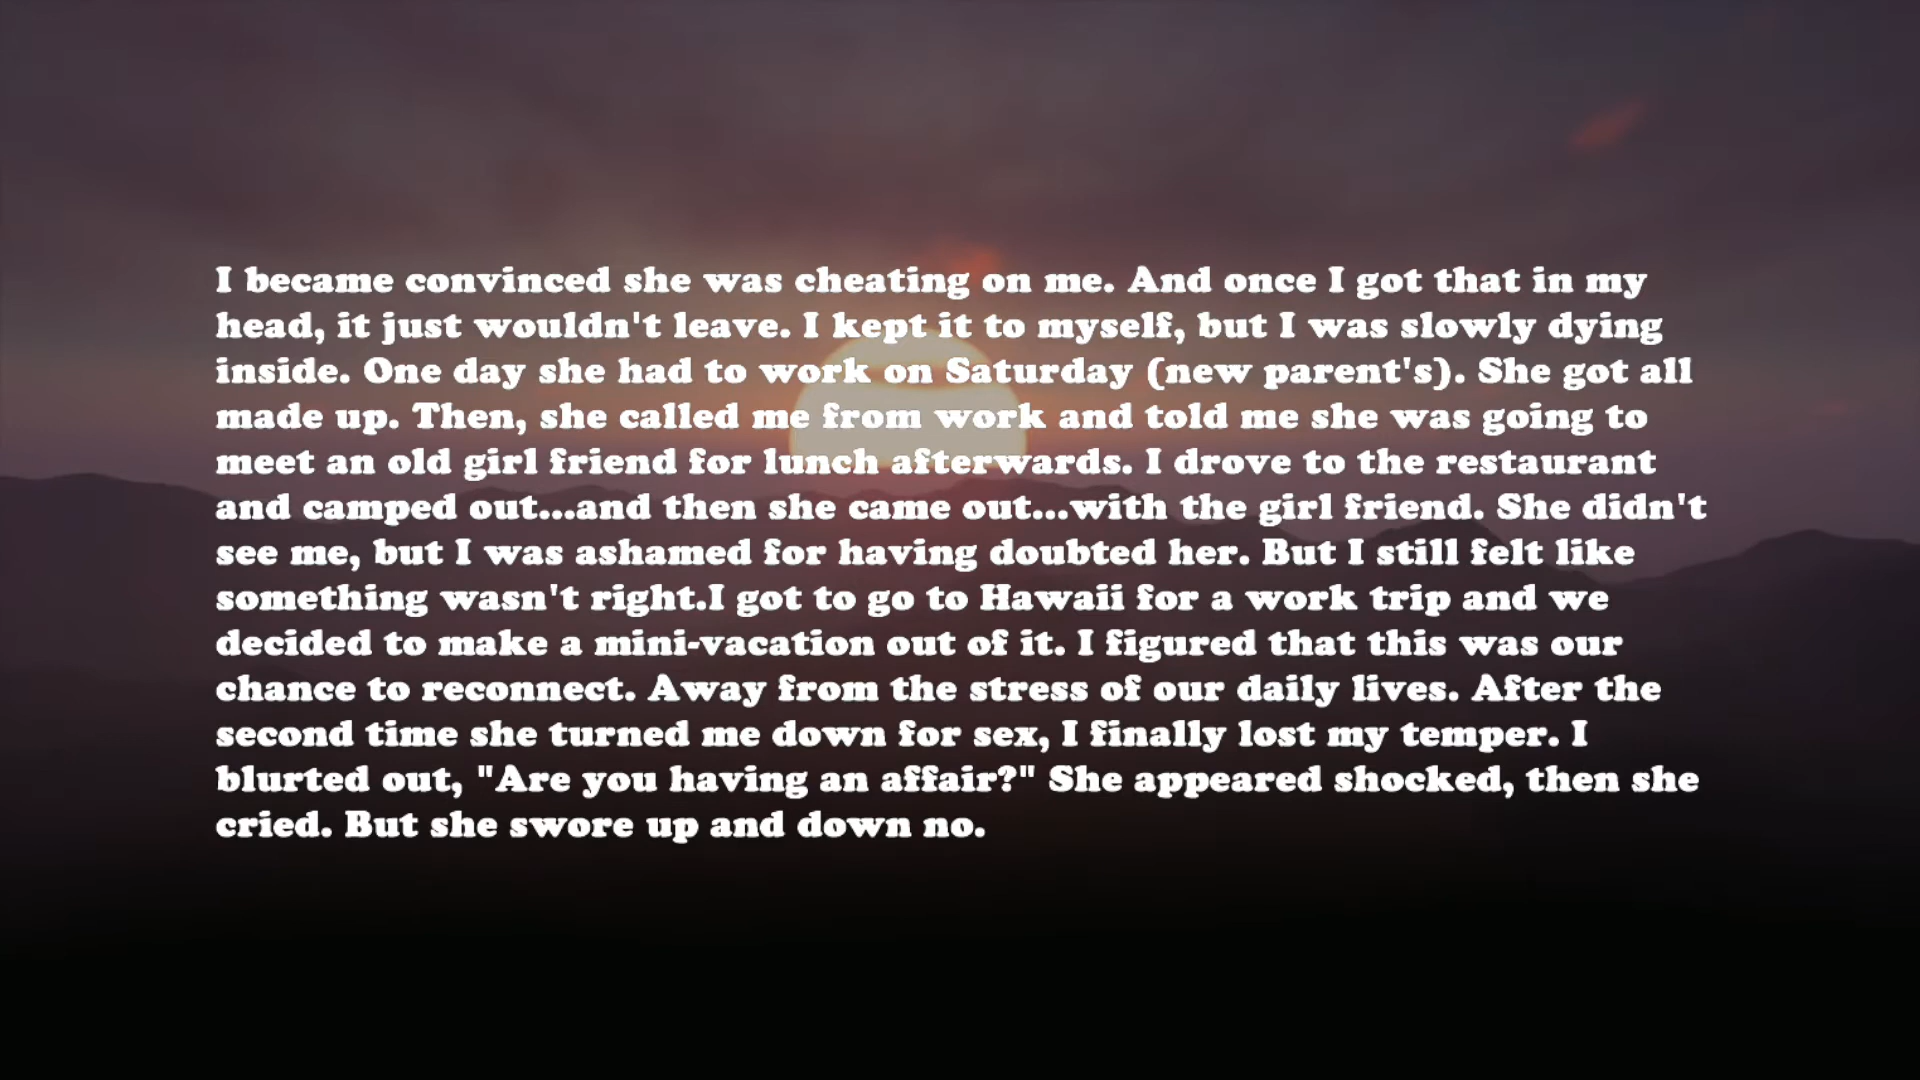 I became convinced she was cheating on me. And once I got that in my
head, it just wouldn't leave. I kept it to myself, but I was slowly dying
inside. One day she had to work on Saturday (new parent's). She got all
made up. Then, she called me from work and told me she was going to
meet an old girl friend for lunch afterwards. I drove to the restaurant
and camped out...and then she came out...with the girl friend. She didn't
see me, but I was ashamed for having doubted her. But I still felt like
something wasn't right.I got to go to Hawaii for a work trip and we
decided to make a mini-vacation out of it. I figured that this was our
chance to reconnect. Away from the stress of our daily lives. After the
second time she turned me down for sex, I finally lost my temper. I
blurted out, "Are you having an affair?" She appeared shocked, then she
cried. But she swore up and down no.